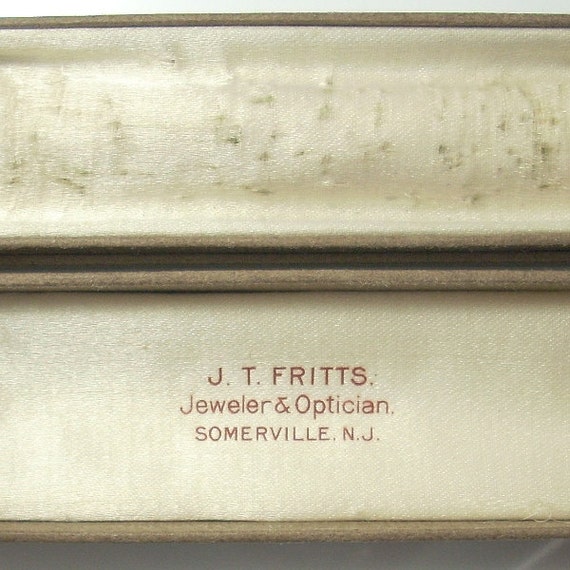 J. T. FRITTS.
Jeweler & Optician.
SOMERVILLE, N.J.